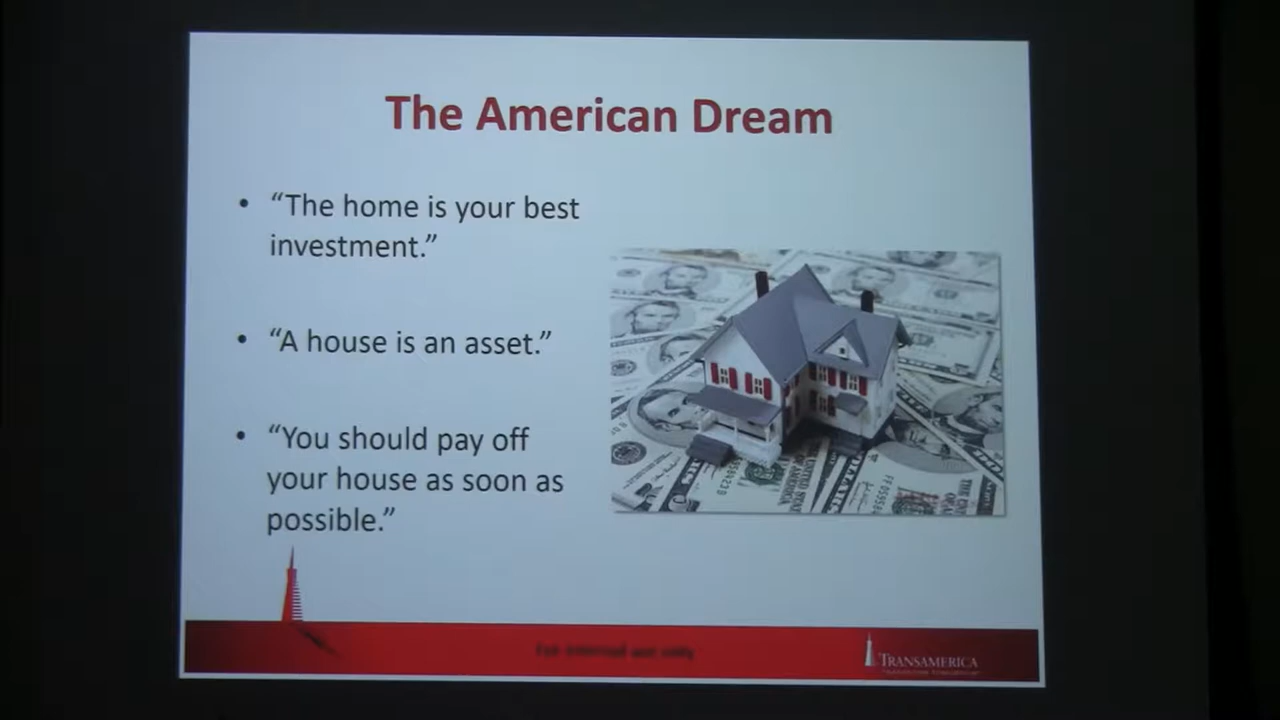 The American Dream
• “The home is your best
investment.”
• “A house is an asset.”
• “You should pay off
your house as soon as
possible.”
For internal use only
TRANSAMERICA